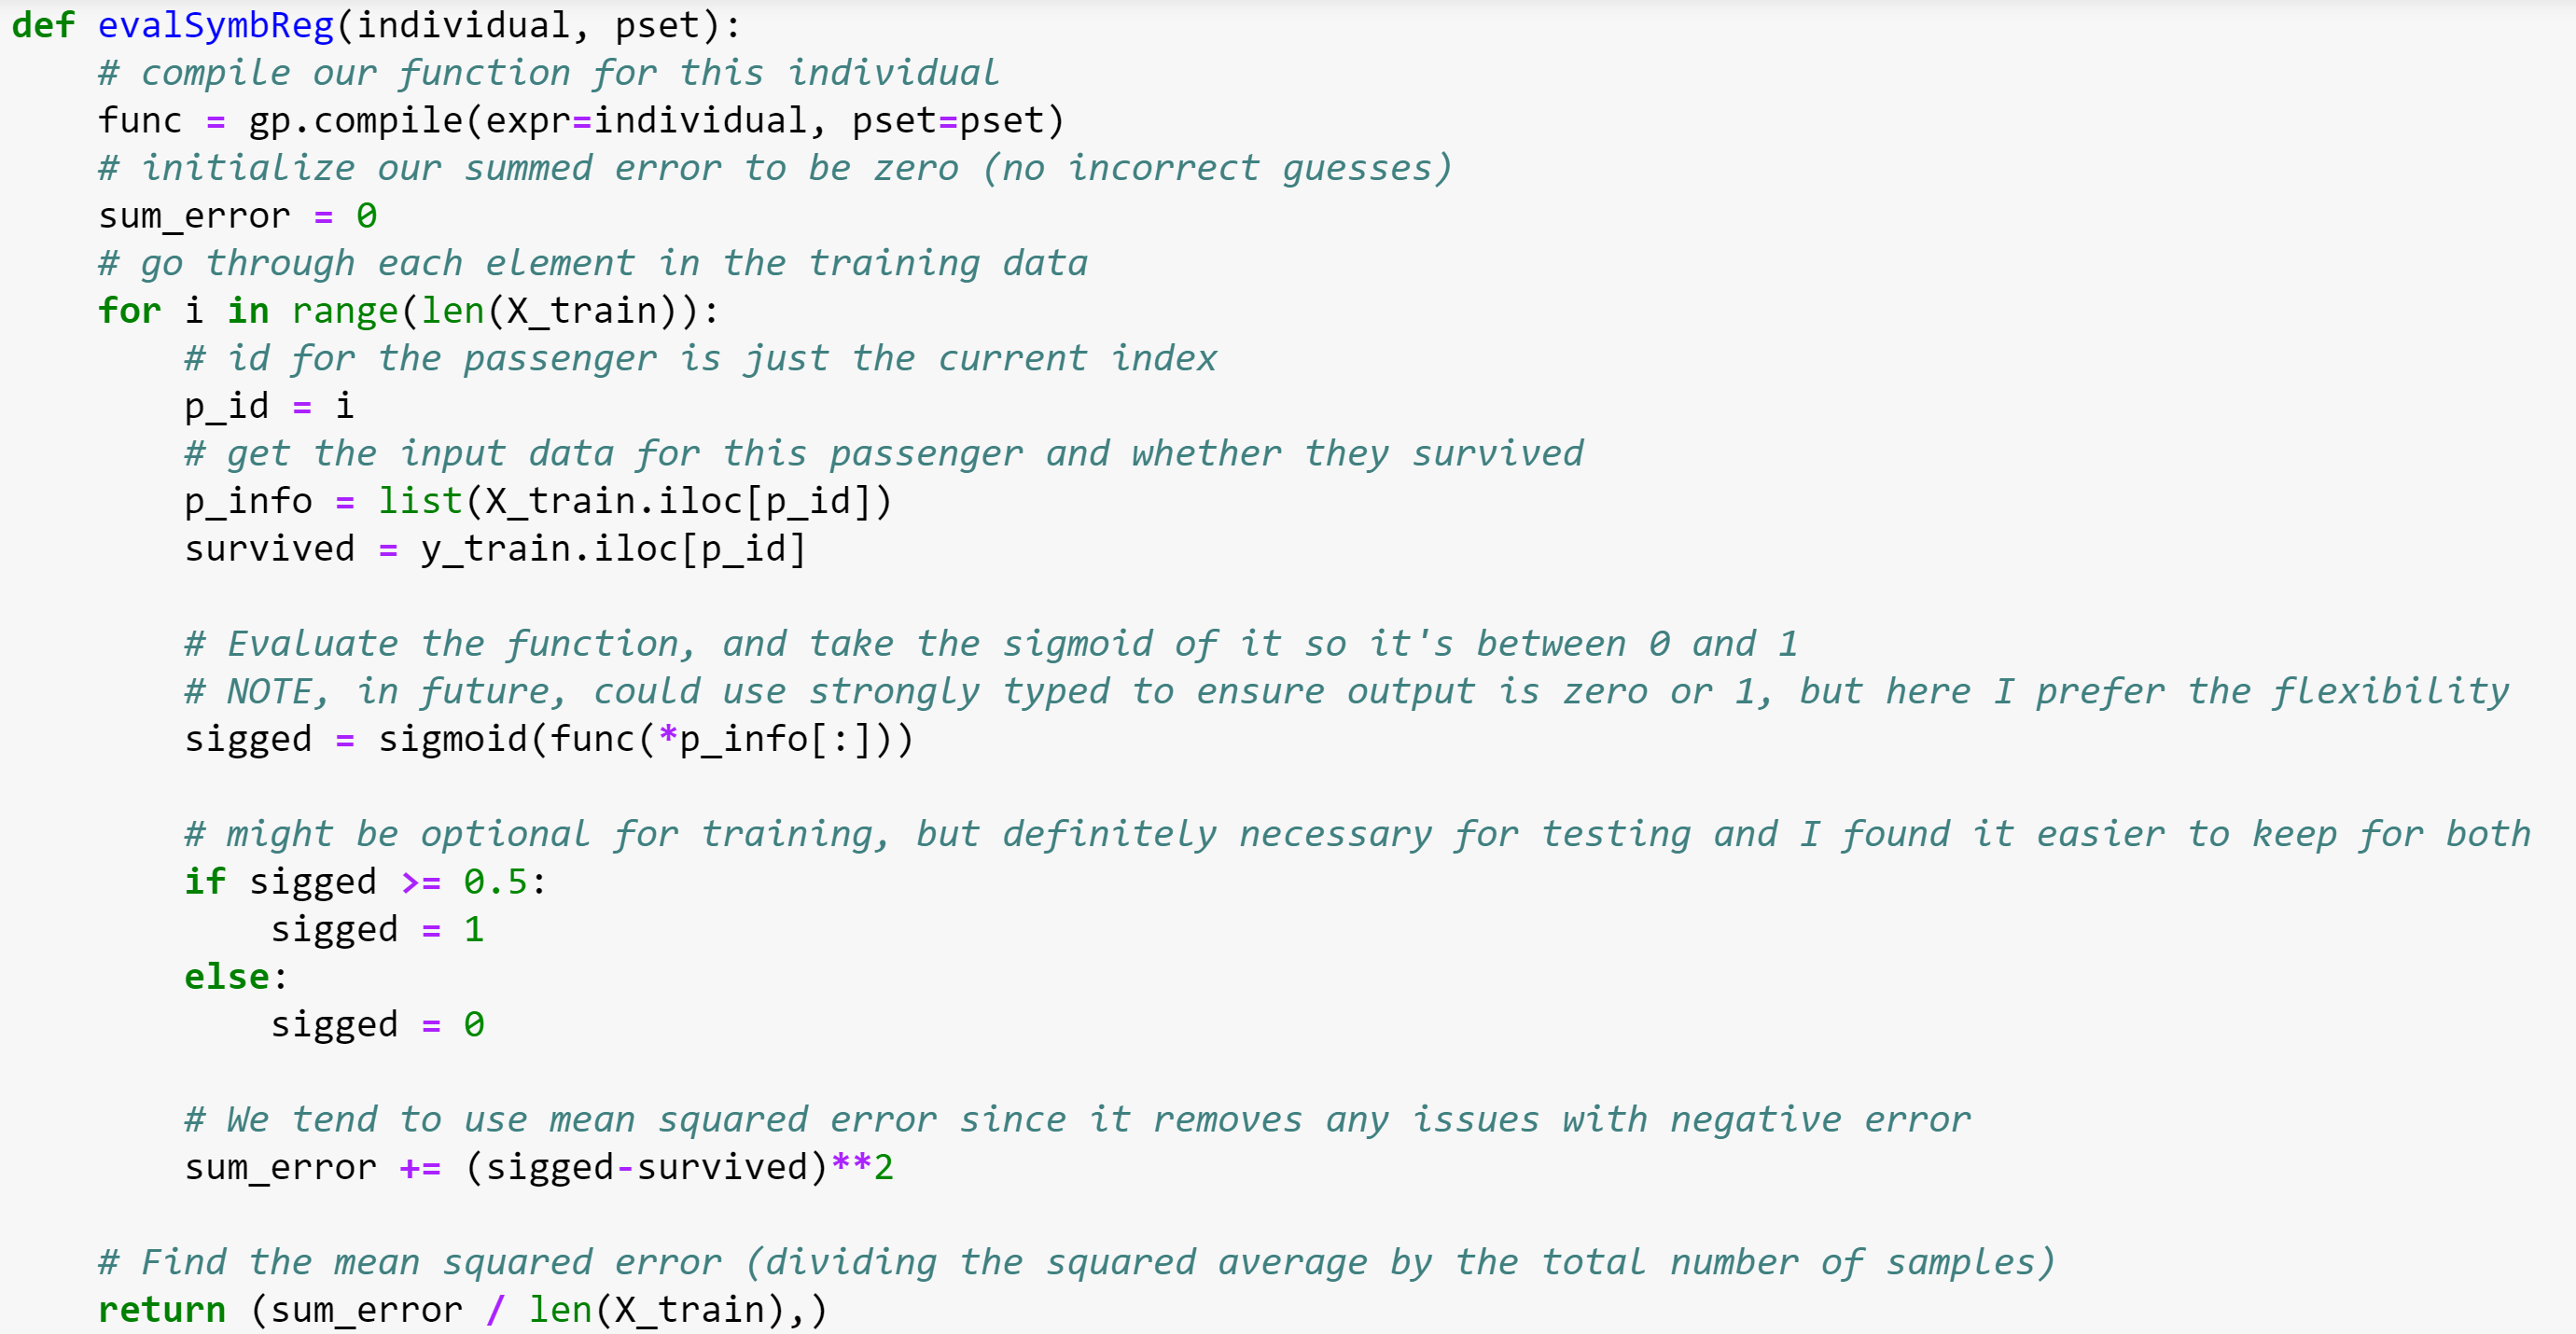 def evalSymbReg(individual, pset):
    # compile our function for this individual
    func = gp.compile(expr=individual, pset=pset)
    # initialize our summed error to be zero (no incorrect guesses)
    sum_error = 0
    # go through each element in the training data
    for i in range(len(X_train)):
        # id for the passenger is just the current index
        p_id = i
        # get the input data for this passenger and whether they survived
        p_info = list(X_train.iloc[p_id])
        survived = y_train.iloc[p_id]

        # Evaluate the function, and take the sigmoid of it so it's between 0 and 1
        # NOTE, in future, could use strongly typed to ensure output is zero or 1, but here I prefer the flexibility
        sigged = sigmoid(func(*p_info[:]))

        # might be optional for training, but definitely necessary for testing and I found it easier to keep for both
        if sigged >= 0.5:
            sigged = 1
        else:
            sigged = 0

        # We tend to use mean squared error since it removes any issues with negative error
        sum_error += (sigged-survived)**2

    # Find the mean squared error (dividing the squared average by the total number of samples)
    return (sum_error / len(X_train),)